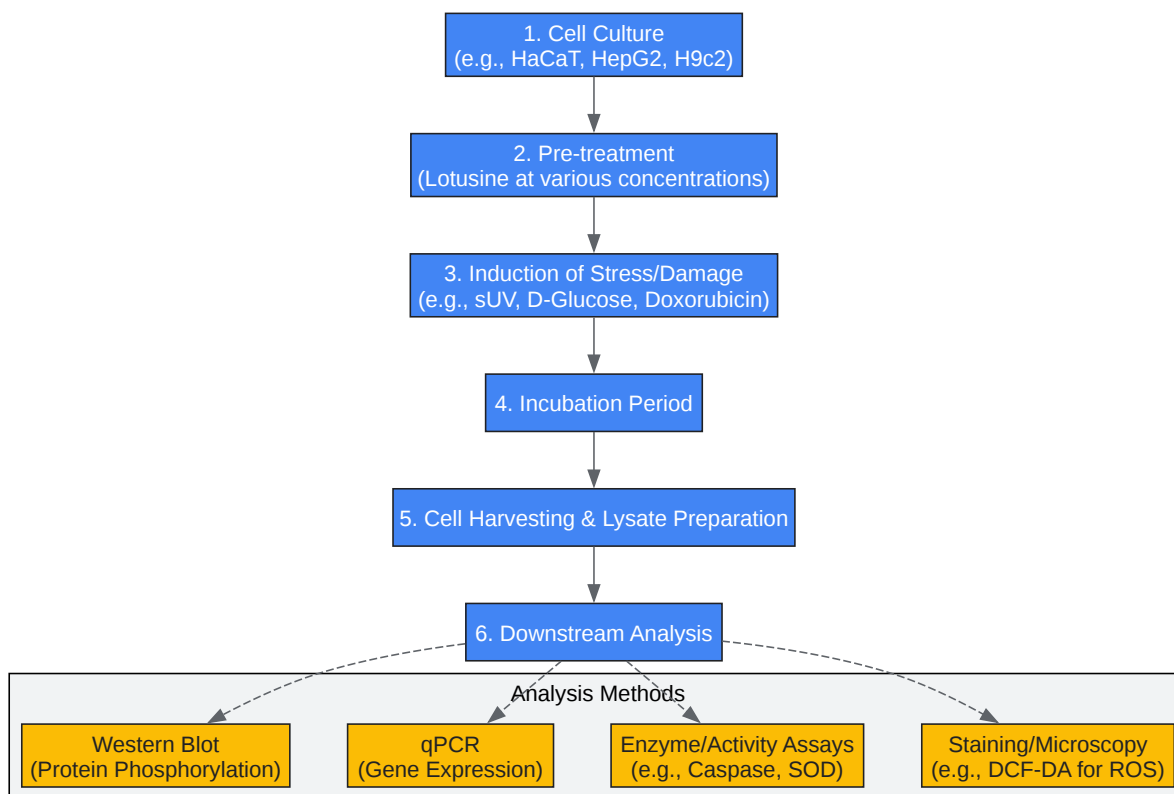 1. Cell Culture
(e.g., HaCaT, HepG2, H9c2)
2. Pre-treatment
(Lotusine at various concentrations)
3. Induction of Stress/Damage
(e.g., sUV, D-Glucose, Doxorubicin)
4. Incubation Period
5. Cell Harvesting & Lysate Preparation
6. Downstream Analysis
Analysis Methods
Western Blot
(Protein Phosphorylation)
qPCR
(Gene Expression)
Enzyme/Activity Assays
(e.g., Caspase, SOD)
Staining/Microscopy
(e.g., DCF-DA for ROS)